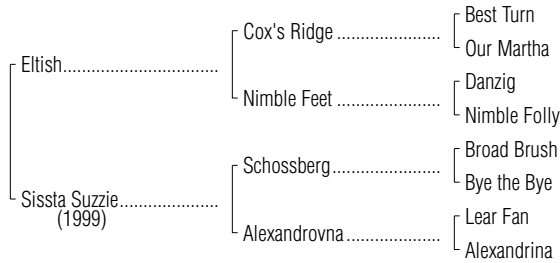 Best Turn
Cox's Ridge ......................
Our Martha
Eltish.................................
Danzig
Nimble Feet ......................
Nimble Folly
Broad Brush
Schossberg.......................
Bye the Bye
Sissta Suzzie.....................
(1999)
Lear Fan
Alexandrovna....................
Alexandrina